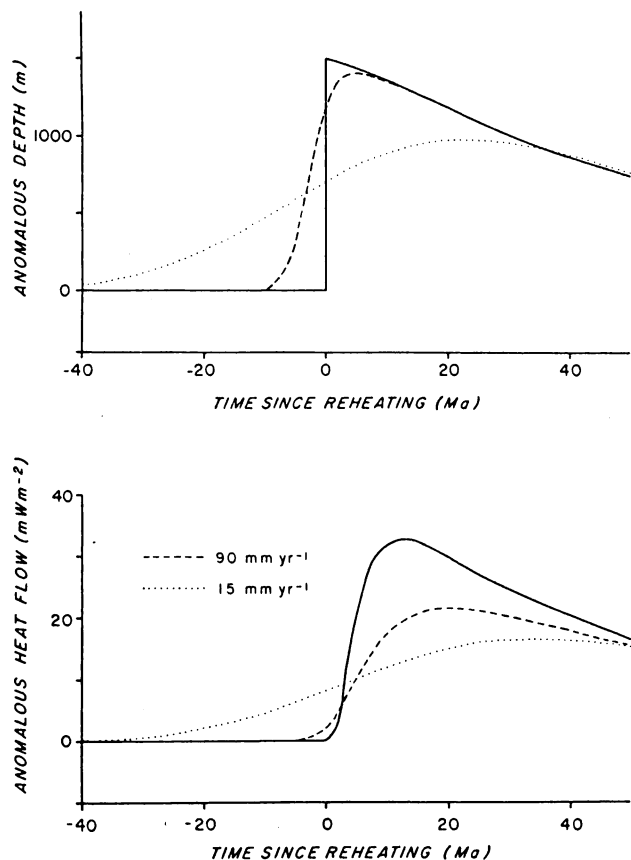 ANOMALOUS DEPTH (m)
1000
0
-40 -20 0 20 40
TIME SINCE REHEATING (Ma)
ANOMALOUS HEAT FLOW (mWm⁻²)
40
20
0
90 mm yr⁻¹
15 mm yr⁻¹
-40 -20 0 20 40
TIME SINCE REHEATING (Ma)